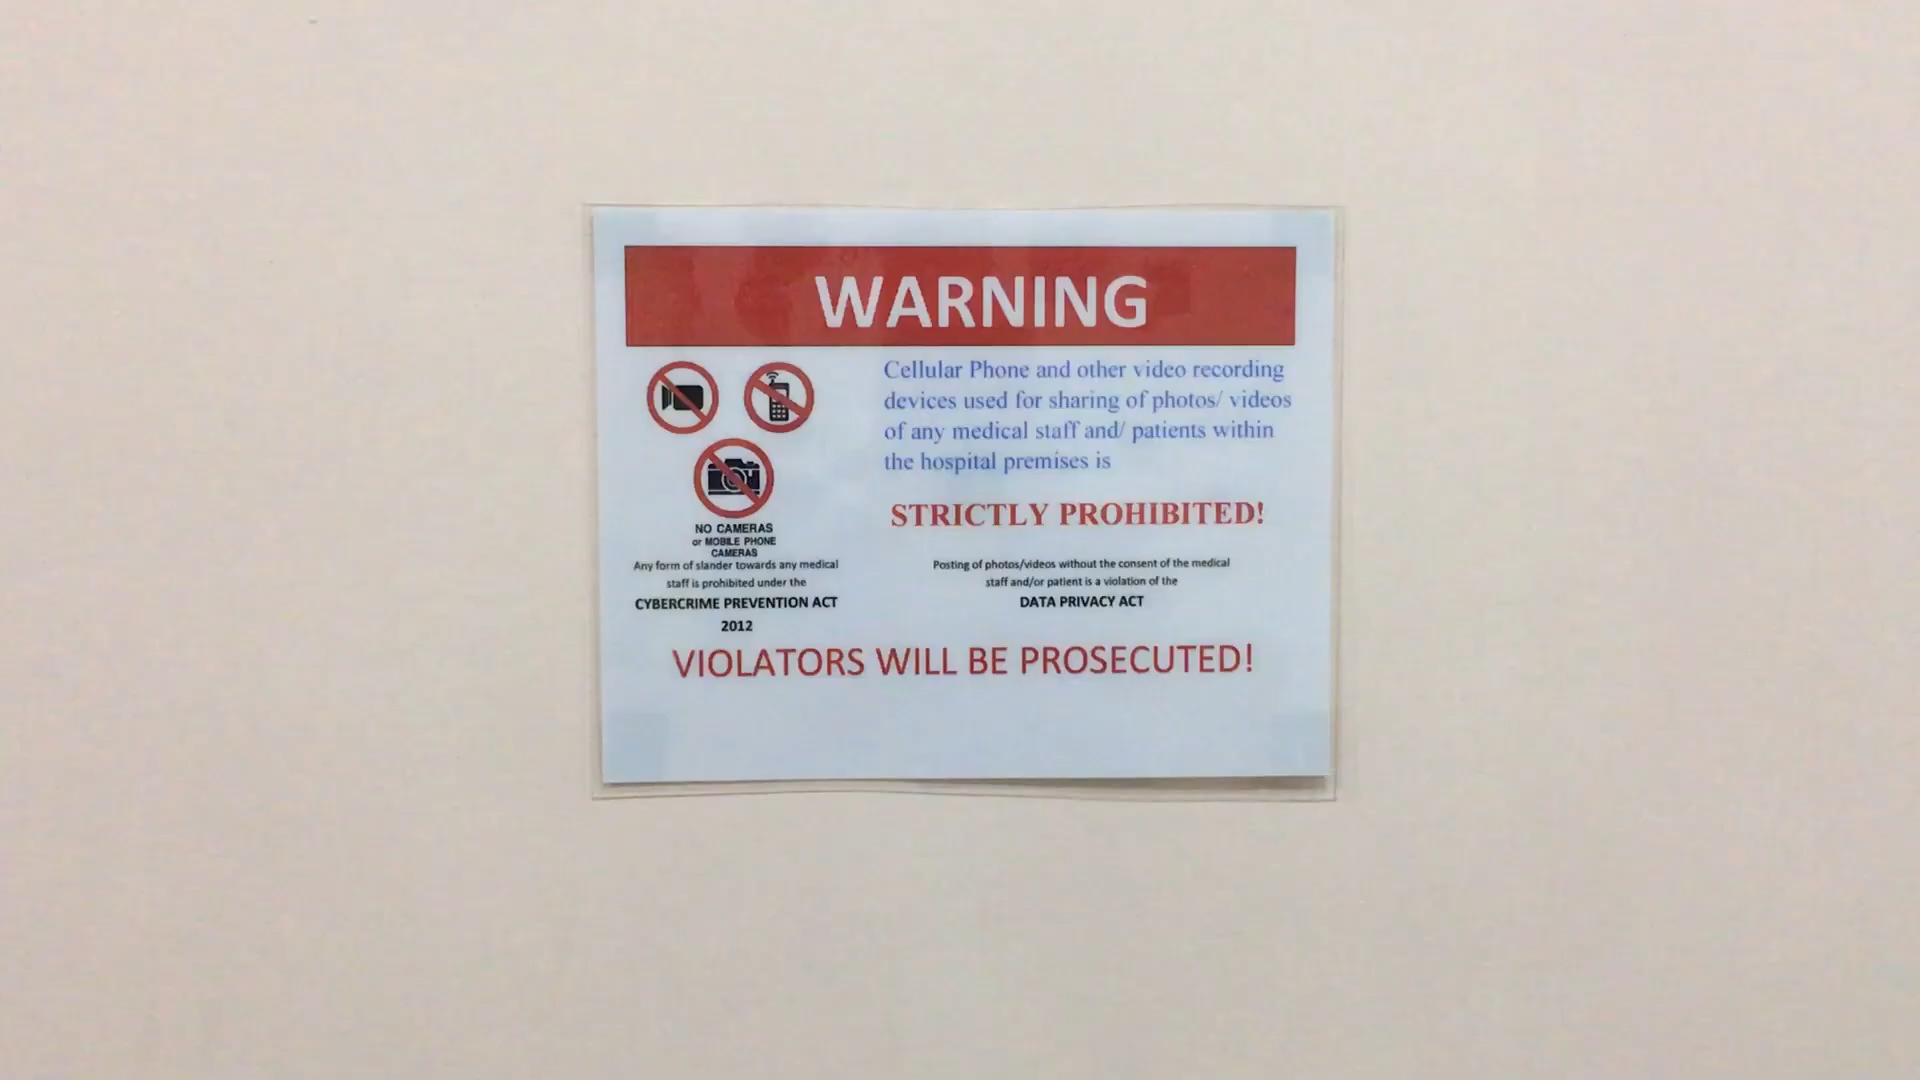 WARNING
Cellular Phone and other video recording
devices used for sharing of photos/ videos
of any medical staff and/ patients within
the hospital premises is
STRICTLY PROHIBITED!
NO CAMERAS
or MOBILE PHONE
CAMERAS
Any form of slander towards any medical
staff is prohibited under the
CYBERCRIME PREVENTION ACT
2012
Posting of photos/videos without the consent of the medical
staff and/or patient is a violation of the
DATA PRIVACY ACT
VIOLATORS WILL BE PROSECUTED!